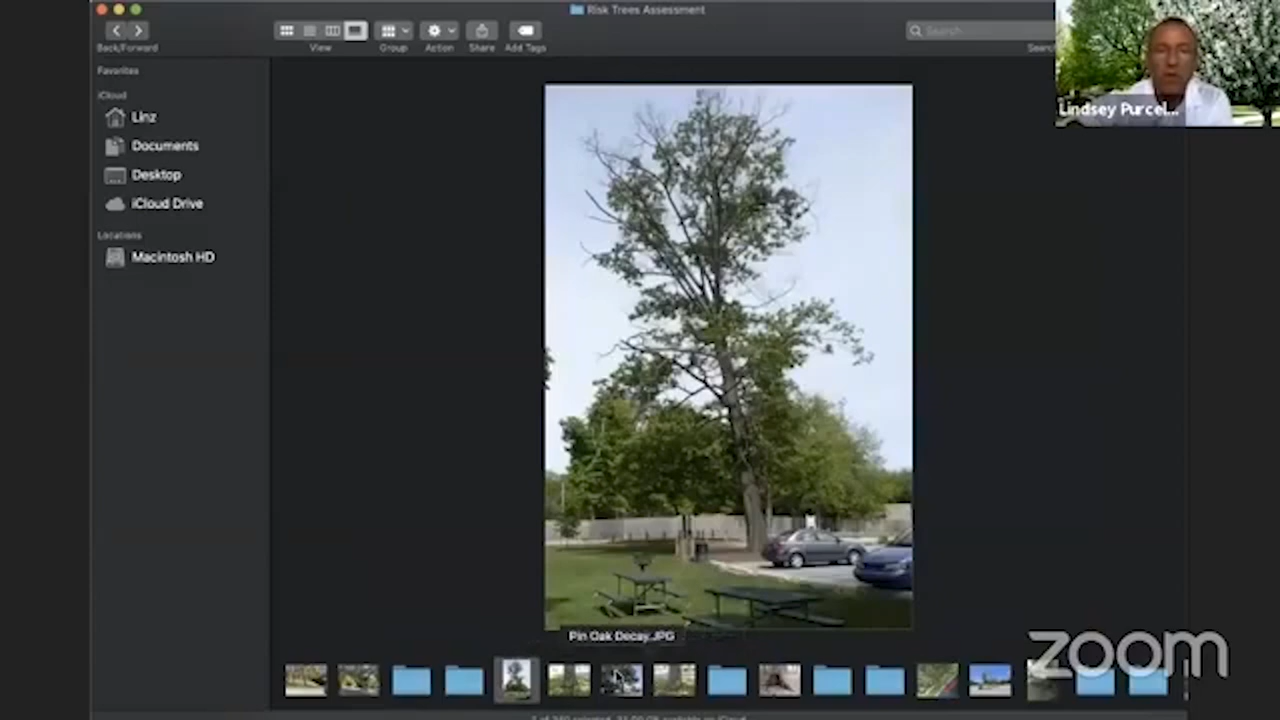 Risk Trees Assessment
Search
Back/Forward
View
Group
Action
Share
Add Tags
Search
Favorites
iCloud
Linz
Documents
Desktop
iCloud Drive
Locations
Macintosh HD
Lindsey Purcel...
Pin Oak Decay.JPG
zoom